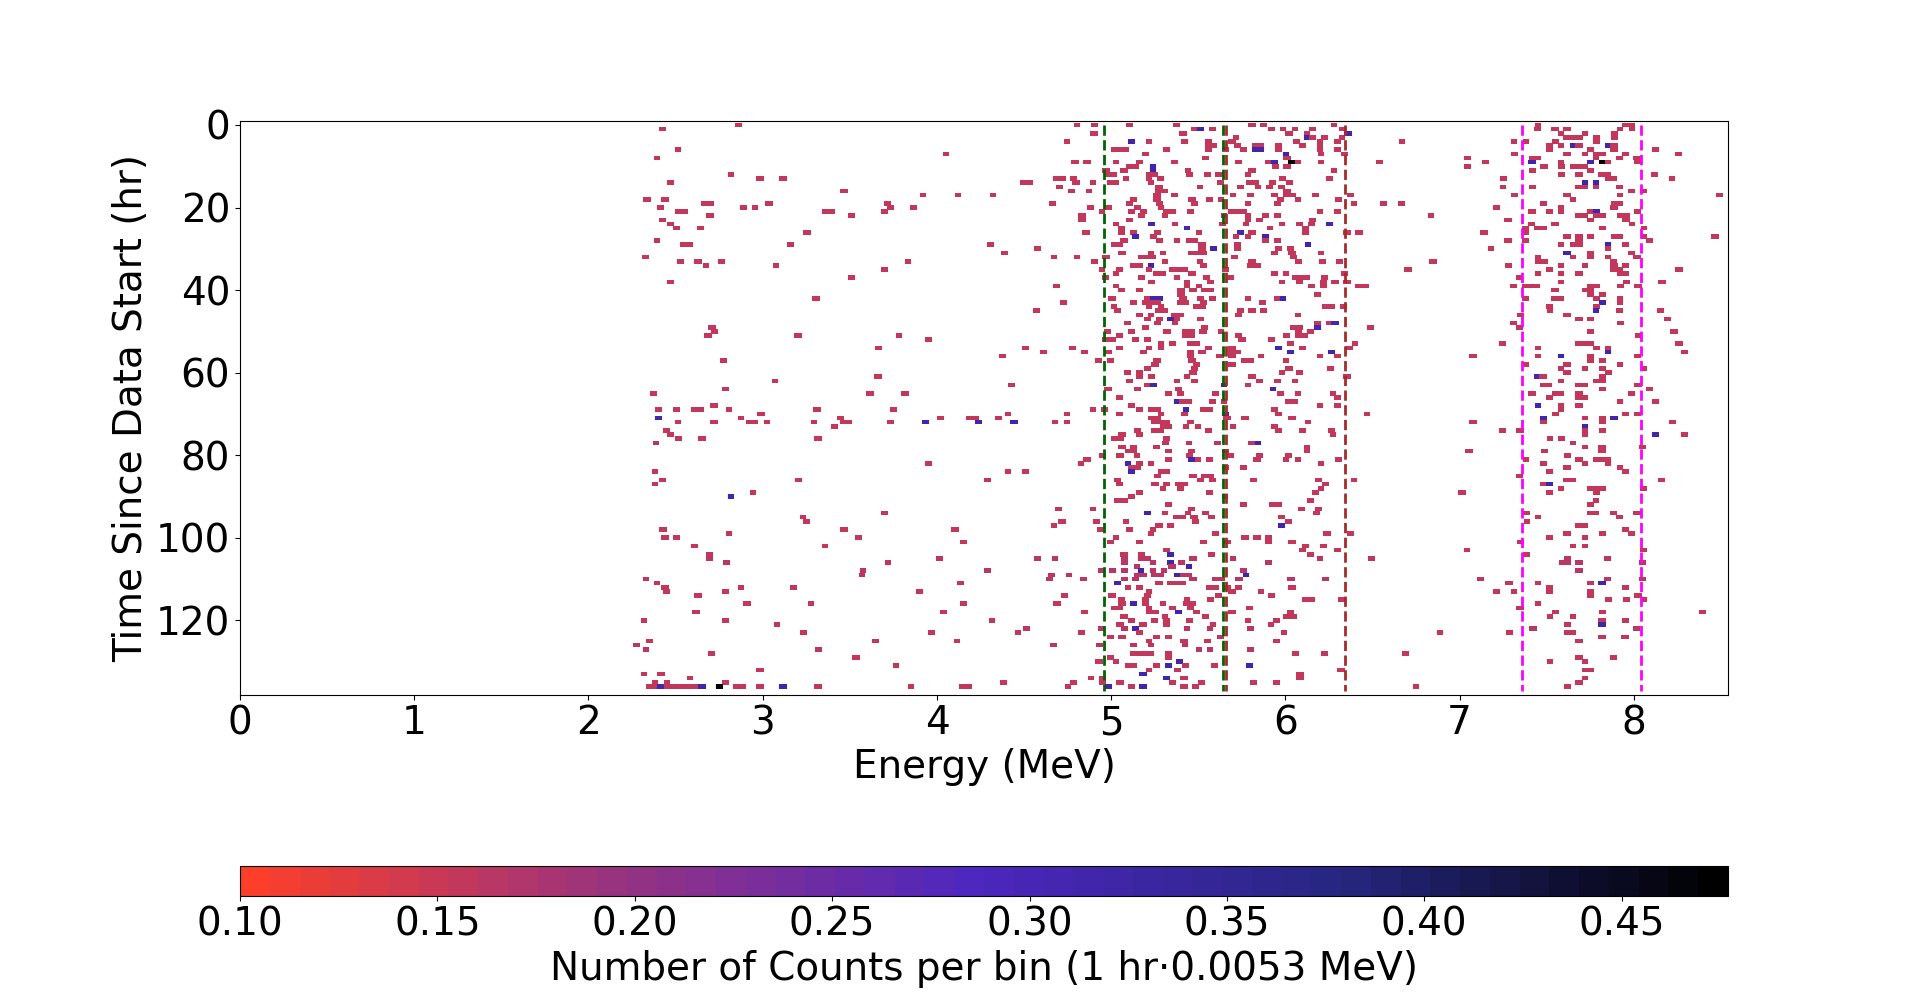 0
20
40
60
80
100
120
Time Since Data Start (hr)
0 1 2 3 4 5 6 7 8
Energy (MeV)
0.10 0.15 0.20 0.25 0.30 0.35 0.40 0.45
Number of Counts per bin (1 hr·0.0053 MeV)